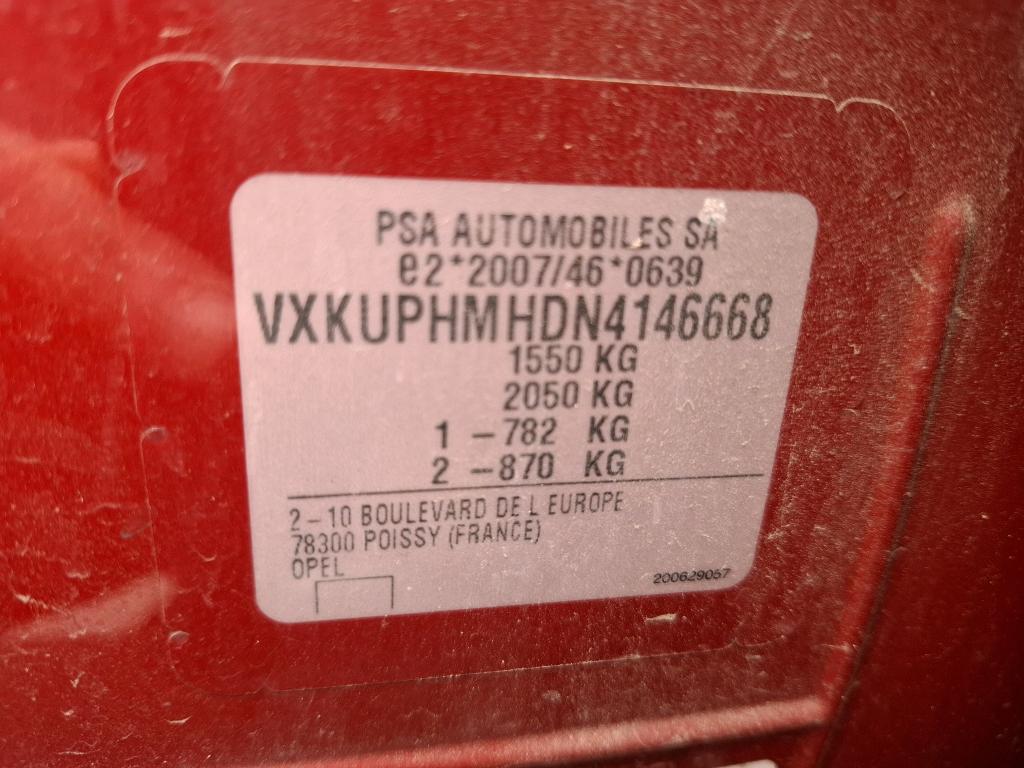 PSA AUTOMOBILES SA
e2*2007/46*0639
VXKUPHMHDN4146668
1550 KG
2050 KG
1 -782 KG
2 -870 KG
2-10 BOULEVARD DE L EUROPE
78300 POISSY (FRANCE)
OPEL
200629057